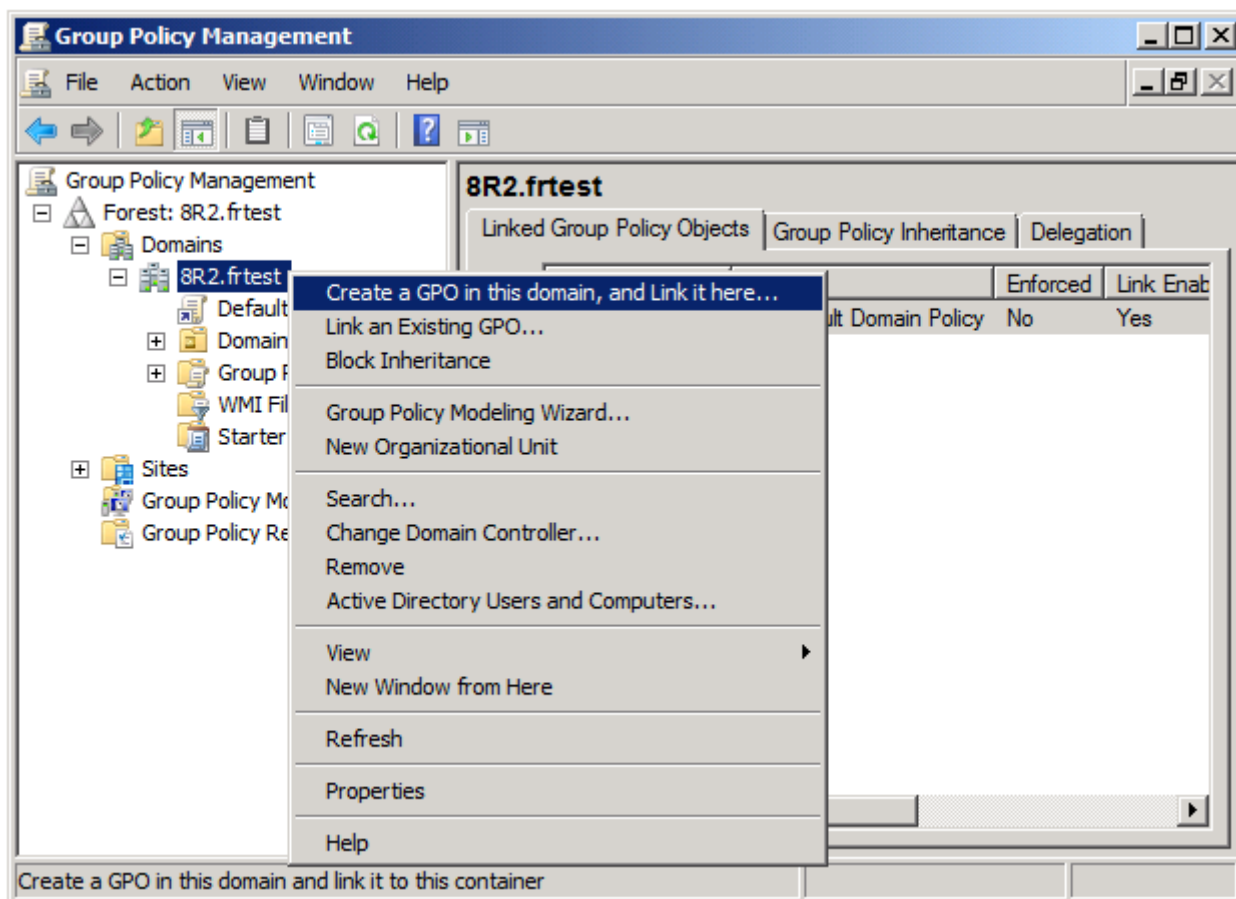 Group Policy Management
File Action View Window Help
Group Policy Management
Forest: 8R2.frtest
Domains
8R2.frtest
Default
Domain
Group
WMI Fil
Starter
Sites
Group Policy Mo
Group Policy Re
8R2.frtest
Linked Group Policy Objects Group Policy Inheritance Delegation
Enforced Link Enab
ult Domain Policy No Yes
Create a GPO in this domain, and Link it here...
Link an Existing GPO...
Block Inheritance
Group Policy Modeling Wizard...
New Organizational Unit
Search...
Change Domain Controller...
Remove
Active Directory Users and Computers...
View
New Window from Here
Refresh
Properties
Help
Create a GPO in this domain and link it to this container